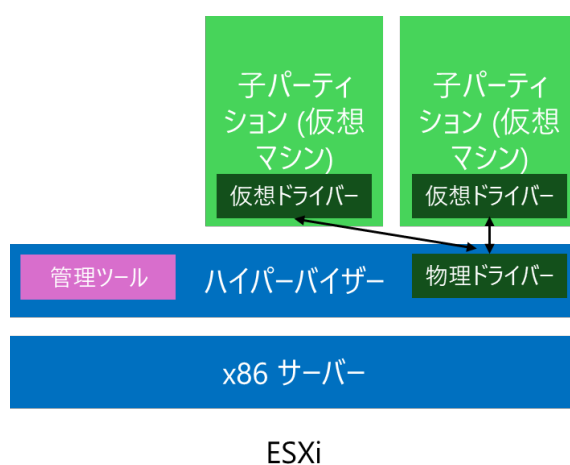 子パーティ
ション (仮想
マシン)
仮想ドライバー
子パーティ
ション (仮想
マシン)
仮想ドライバー
管理ツール
ハイパーバイザー
物理ドライバー
x86 サーバー
ESXi